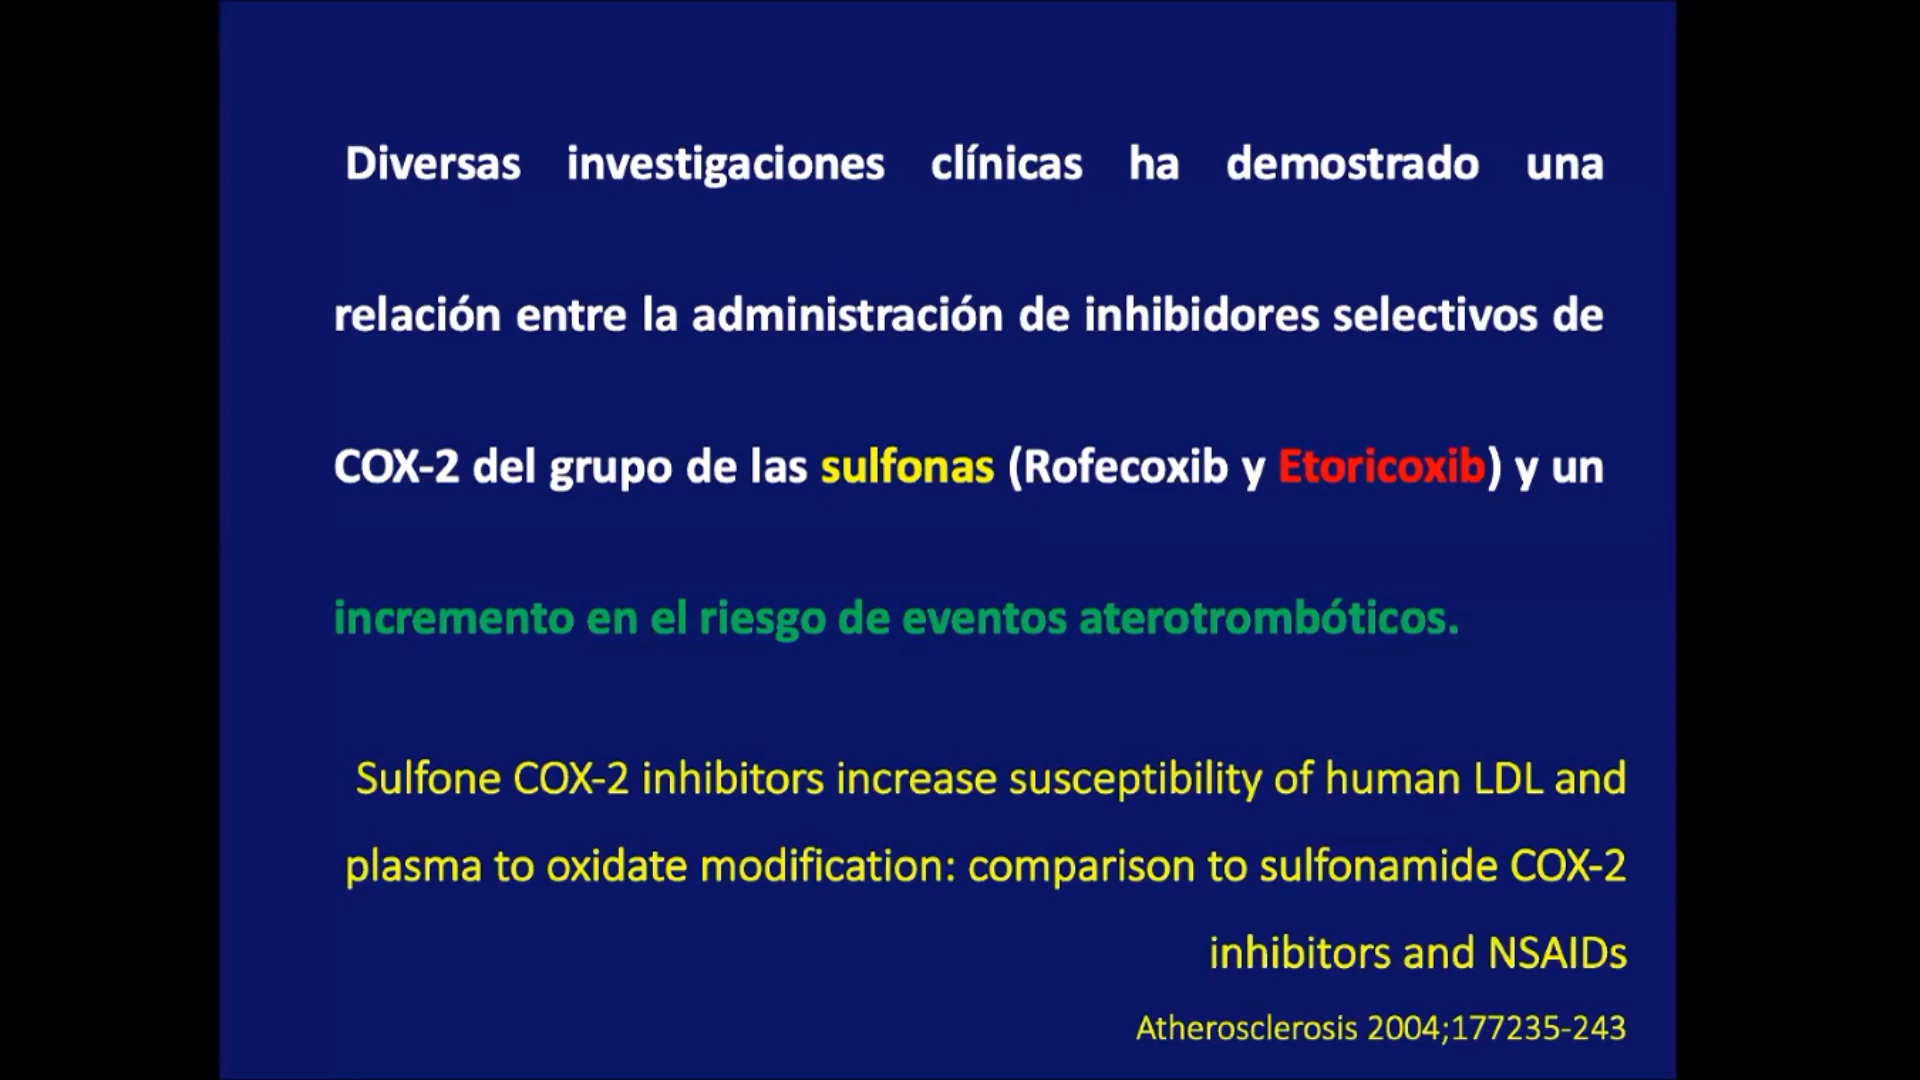 Diversas investigaciones clínicas ha demostrado una
relación entre la administración de inhibidores selectivos de
COX-2 del grupo de las sulfonas (Rofecoxib y Etoricoxib) y un
incremento en el riesgo de eventos aterotrombóticos.
Sulfone COX-2 inhibitors increase susceptibility of human LDL and
plasma to oxidate modification: comparison to sulfonamide COX-2
inhibitors and NSAIDs
Atherosclerosis 2004;177235-243